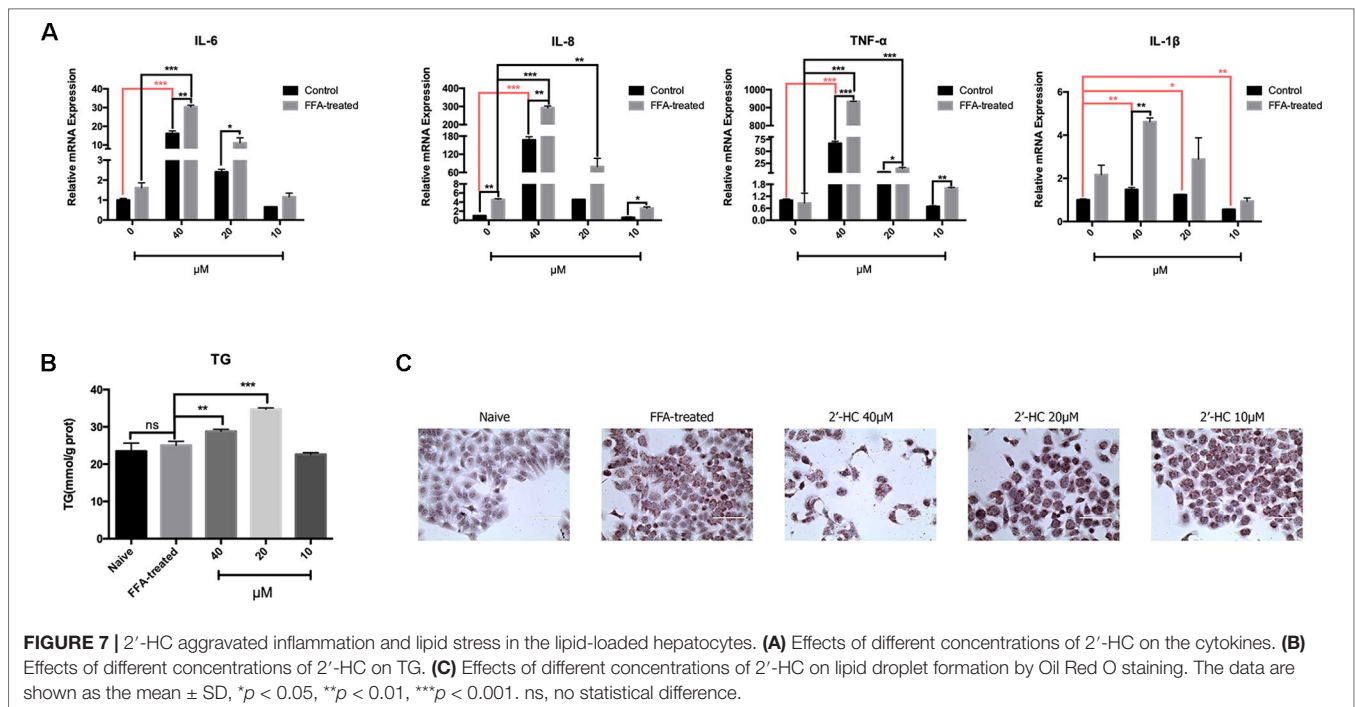 A
IL-6
Relative mRNA Expression
40
30
20
10
3
2
1
0
***
***
**
*
Control
FFA-treated
0
40
20
10
μM
IL-8
Relative mRNA Expression
400
300
200
180
120
60
8
6
4
2
0
**
***
***
**
**
*
Control
FFA-treated
0
40
20
10
μM
TNF-α
Relative mRNA Expression
1000
900
800
75
50
25
1.8
1.2
0.6
0.0
***
***
***
***
*
**
Control
FFA-treated
0
40
20
10
μM
IL-1β
Relative mRNA Expression
6
4
2
0
**
*
**
**
Control
FFA-treated
0
40
20
10
μM
B
TG
TG(mmol/g prot)
40
30
20
10
0
ns
**
***
Naive
FFA-treated
40
20
10
μM
C
Naive
FFA-treated
2′-HC 40μM
2′-HC 20μM
2′-HC 10μM
FIGURE 7 | 2′-HC aggravated inflammation and lipid stress in the lipid-loaded hepatocytes. (A) Effects of different concentrations of 2′-HC on the cytokines. (B)
Effects of different concentrations of 2′-HC on TG. (C) Effects of different concentrations of 2′-HC on lipid droplet formation by Oil Red O staining. The data are
shown as the mean ± SD, *p < 0.05, **p < 0.01, ***p < 0.001. ns, no statistical difference.